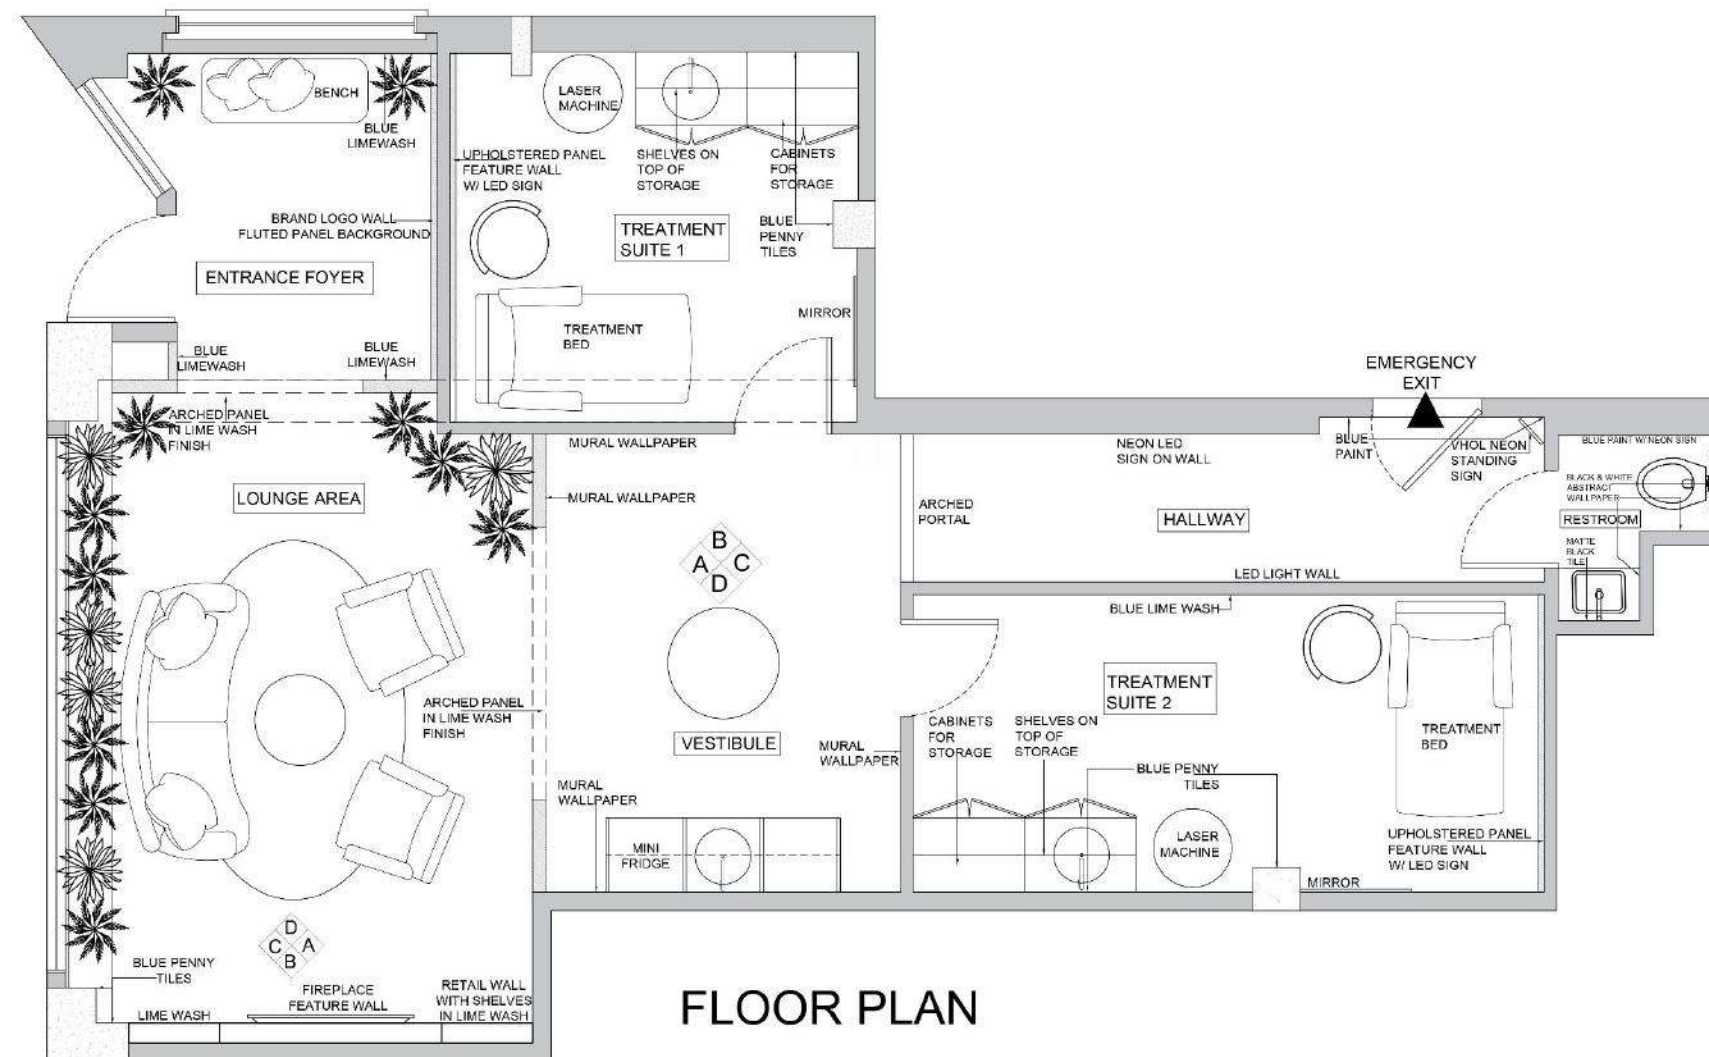 BENCH
BLUE
LIMEWASH
BRAND LOGO WALL
FLUTED PANEL BACKGROUND
ENTRANCE FOYER
BLUE
LIMEWASH
BLUE
LIMEWASH
LASER
MACHINE
UPHOLSTERED PANEL
FEATURE WALL
W/ LED SIGN
SHELVES ON
TOP OF
STORAGE
CABINETS
FOR
STORAGE
TREATMENT
SUITE 1
BLUE
PENNY
TILES
MIRROR
TREATMENT
BED
ARCHED PANEL
IN LIME WASH
FINISH
LOUNGE AREA
ARCHED PANEL
IN LIME WASH
FINISH
D
C A
B
BLUE PENNY
TILES
LIME WASH
FIREPLACE
FEATURE WALL
RETAIL WALL
WITH SHELVES
IN LIME WASH
MURAL WALLPAPER
MURAL WALLPAPER
B
A C
D
VESTIBULE
MURAL
WALLPAPER
MURAL
WALLPAPER
MINI
FRIDGE
ARCHED
PORTAL
NEON LED
SIGN ON WALL
HALLWAY
LED LIGHT WALL
EMERGENCY
EXIT
BLUE
PAINT
VHOL NEON
STANDING
SIGN
BLUE PAINT W/NEON SIGN
BLACK & WHITE
ABSTRACT
WALLPAPER
RESTROOM
MATTE
BLACK
TILE
BLUE LIME WASH
TREATMENT
SUITE 2
CABINETS
FOR
STORAGE
SHELVES ON
TOP OF
STORAGE
BLUE PENNY
TILES
LASER
MACHINE
TREATMENT
BED
UPHOLSTERED PANEL
FEATURE WALL
W/ LED SIGN
MIRROR
FLOOR PLAN